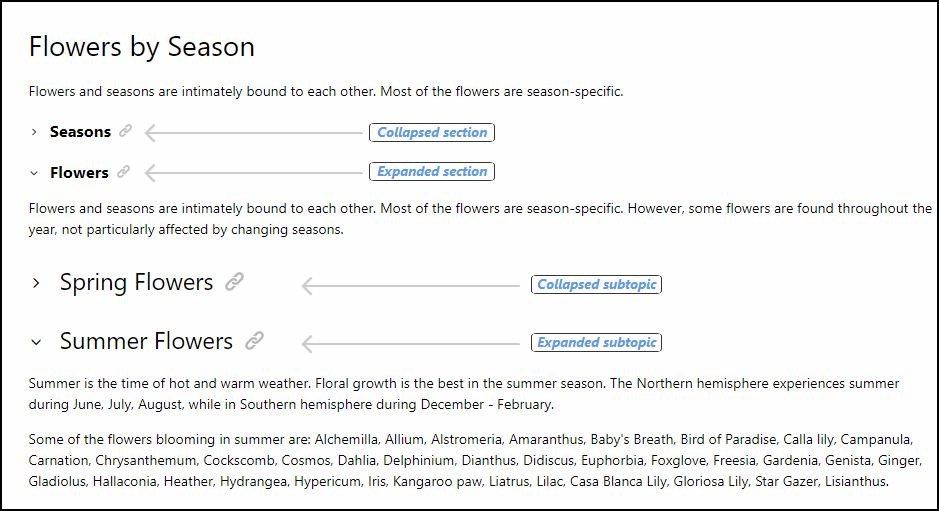 Flowers by Season
Flowers and seasons are intimately bound to each other. Most of the flowers are season-specific.
Seasons Collapsed section
Flowers Expanded section
Flowers and seasons are intimately bound to each other. Most of the flowers are season-specific. However, some flowers are found throughout the
year, not particularly affected by changing seasons.
Spring Flowers Collapsed subtopic
Summer Flowers Expanded subtopic
Summer is the time of hot and warm weather. Floral growth is the best in the summer season. The Northern hemisphere experiences summer
during June, July, August, while in Southern hemisphere during December - February.
Some of the flowers blooming in summer are: Alchemilla, Allium, Alstromeria, Amaranthus, Baby's Breath, Bird of Paradise, Calla lily, Campanula,
Carnation, Chrysanthemum, Cockscomb, Cosmos, Dahlia, Delphinium, Dianthus, Didiscus, Euphorbia, Foxglove, Freesia, Gardenia, Genista, Ginger,
Gladiolus, Hallaconia, Heather, Hydrangea, Hypericum, Iris, Kangaroo paw, Liatrus, Lilac, Casa Blanca Lily, Gloriosa Lily, Star Gazer, Lisianthus.